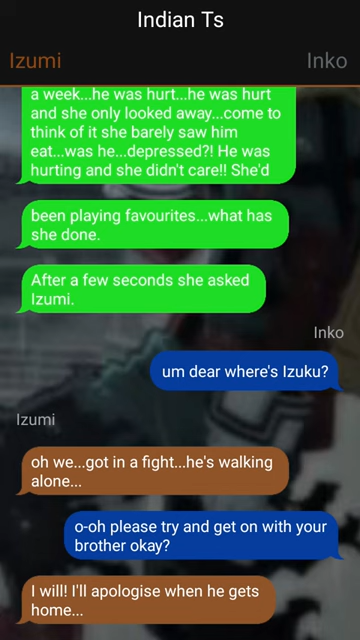 Indian Ts
Izumi
Inko
a week...he was hurt...he was hurt
and she only looked away...come to
think of it she barely saw him
eat...was he...depressed?! He was
hurting and she didn't care!! She'd
been playing favourites...what has
she done.
After a few seconds she asked
Izumi.
Inko
um dear where's Izuku?
Izumi
oh we...got in a fight...he's walking
alone...
o-oh please try and get on with your
brother okay?
I will! I'll apologise when he gets
home...